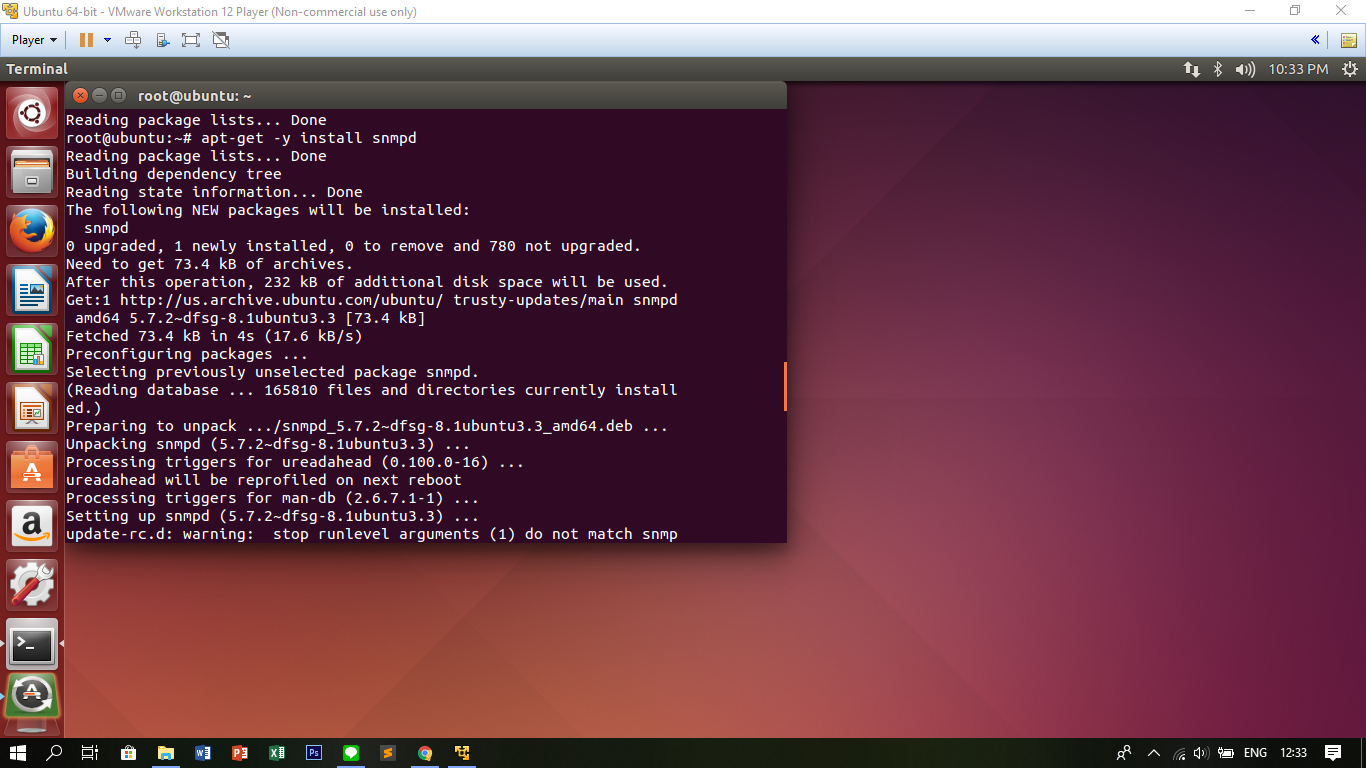 Ubuntu 64-bit - VMware Workstation 12 Player (Non-commercial use only)
Player
Terminal
10:33 PM
root@ubuntu: ~
Reading package lists... Done
root@ubuntu:~# apt-get -y install snmpd
Reading package lists... Done
Building dependency tree
Reading state information... Done
The following NEW packages will be installed:
  snmpd
0 upgraded, 1 newly installed, 0 to remove and 780 not upgraded.
Need to get 73.4 kB of archives.
After this operation, 232 kB of additional disk space will be used.
Get:1 http://us.archive.ubuntu.com/ubuntu/ trusty-updates/main snmpd
 amd64 5.7.2~dfsg-8.1ubuntu3.3 [73.4 kB]
Fetched 73.4 kB in 4s (17.6 kB/s)
Preconfiguring packages ...
Selecting previously unselected package snmpd.
(Reading database ... 165810 files and directories currently install
ed.)
Preparing to unpack .../snmpd_5.7.2~dfsg-8.1ubuntu3.3_amd64.deb ...
Unpacking snmpd (5.7.2~dfsg-8.1ubuntu3.3) ...
Processing triggers for ureadahead (0.100.0-16) ...
ureadahead will be reprofiled on next reboot
Processing triggers for man-db (2.6.7.1-1) ...
Setting up snmpd (5.7.2~dfsg-8.1ubuntu3.3) ...
update-rc.d: warning:  stop runlevel arguments (1) do not match snmp
ENG
12:33